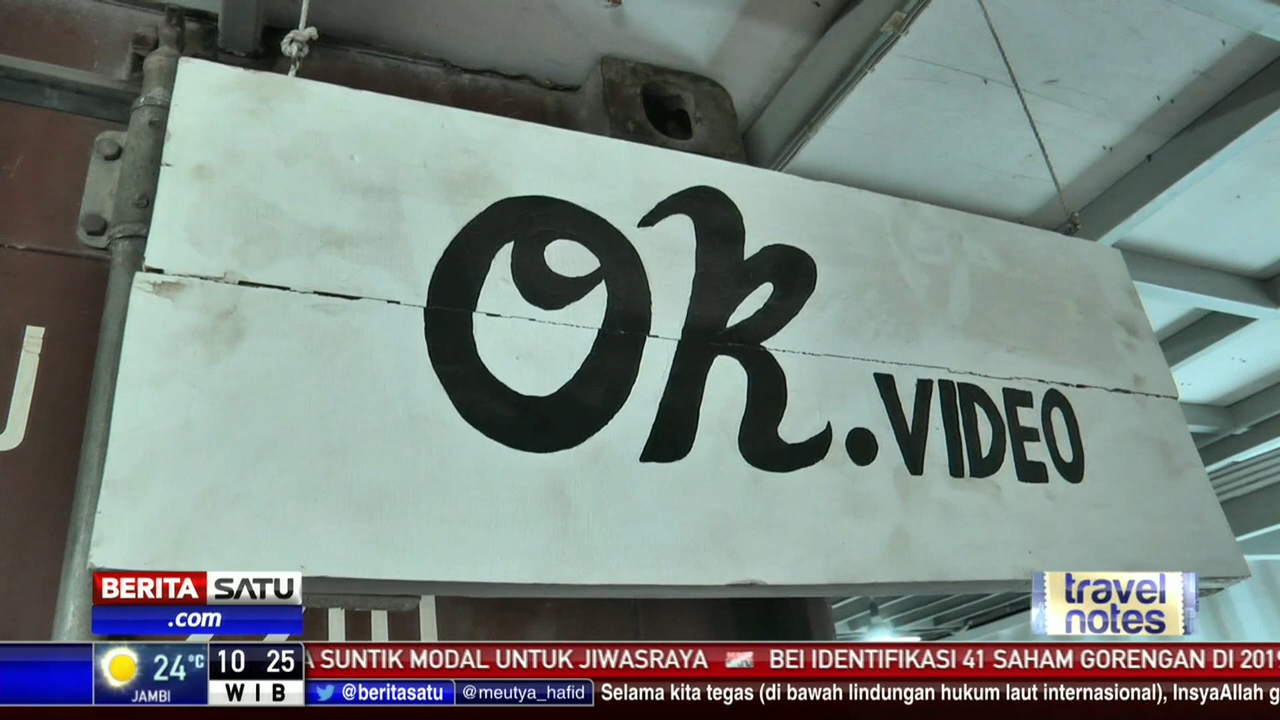 Ok.VIDEO
BERITA SATU
.com
travel
notes
24°C
JAMBI
10 25
WIB
A SUNTIK MODAL UNTUK JIWASRAYA BEI IDENTIFIKASI 41 SAHAM GORENGAN DI 2019
@beritasatu @meutya_hafid Selama kita tegas (di bawah lindungan hukum laut internasional), InsyaAllah g